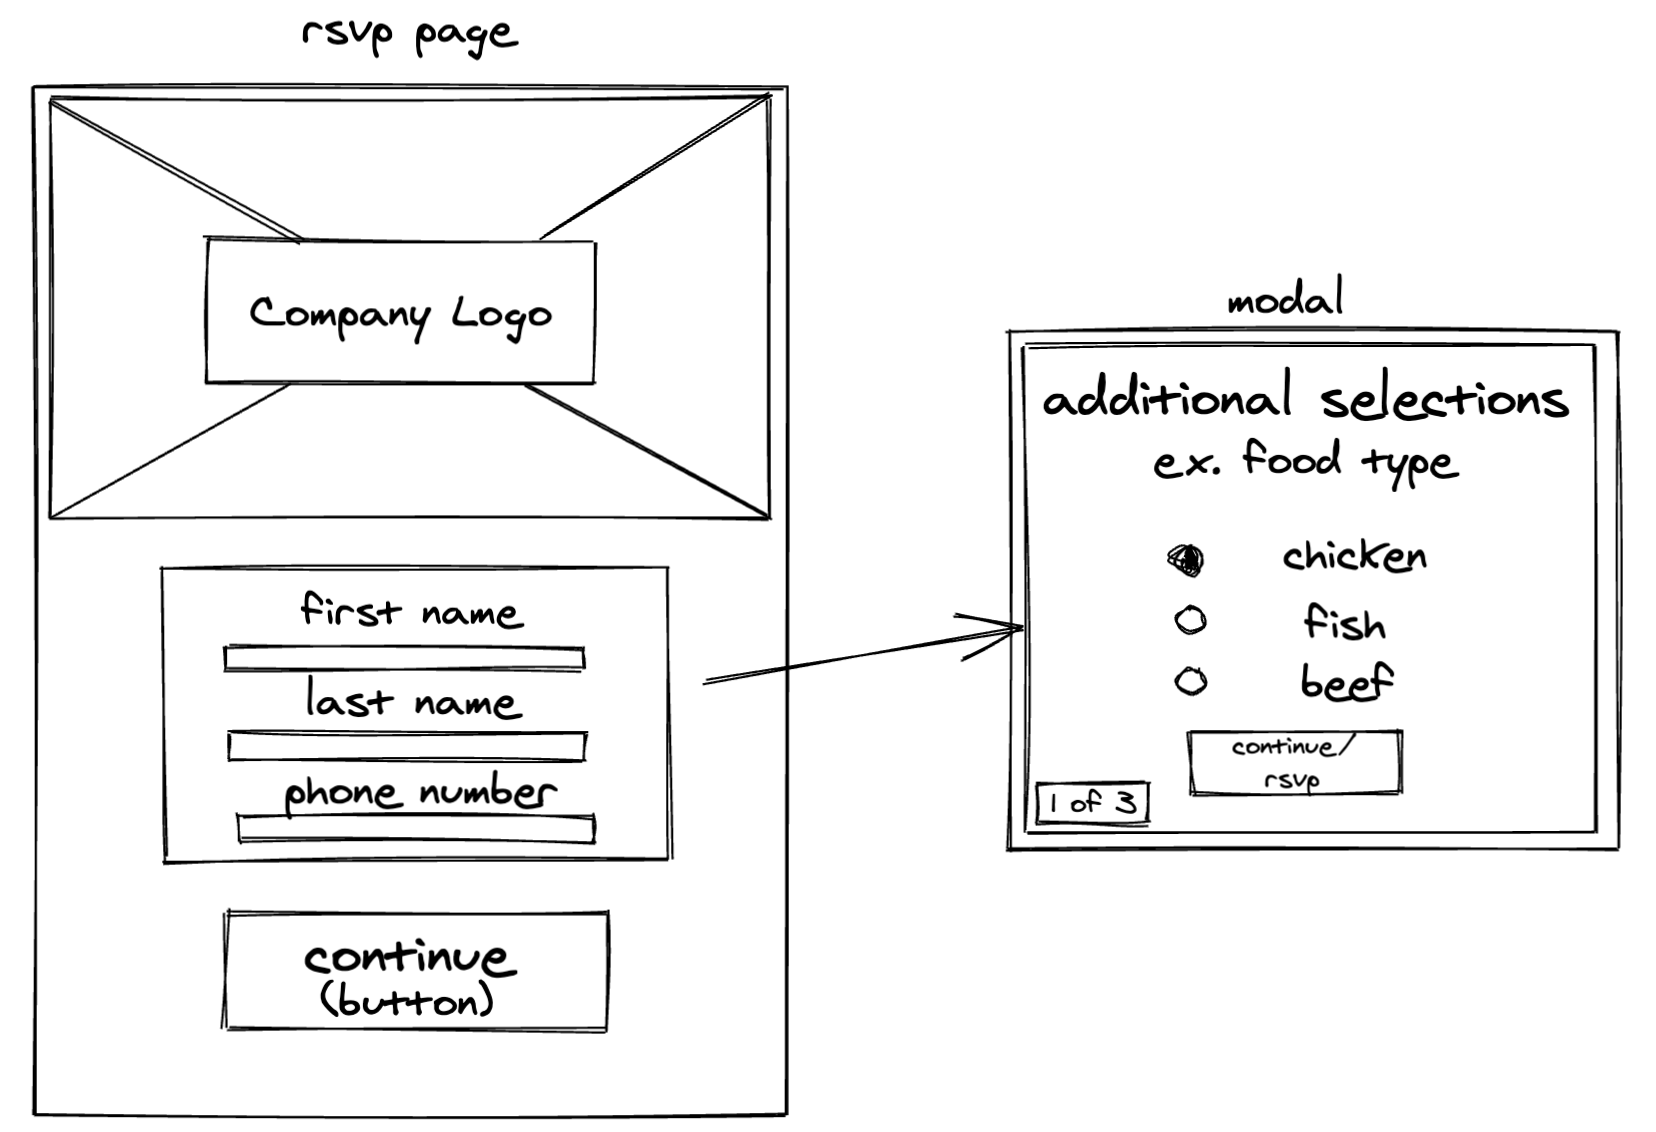 rsvp page
Company Logo
first name
last name
phone number
continue
(button)
modal
additional selections
ex. food type
chicken
fish
beef
continue/
rsvp
1 of 3